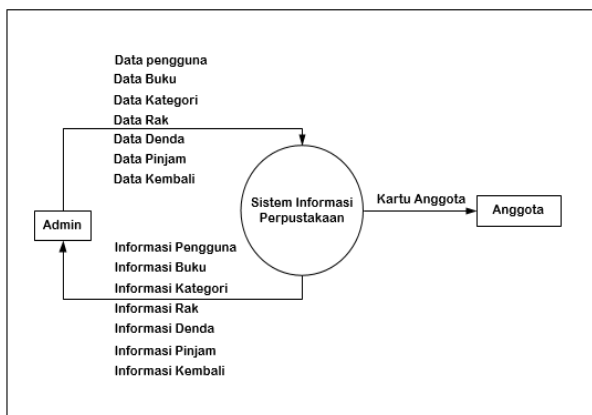 Data pengguna
Data Buku
Data Kategori
Data Rak
Data Denda
Data Pinjam
Data Kembali
Sistem Informasi
Perpustakaan
Kartu Anggota
Anggota
Admin
Informasi Pengguna
Informasi Buku
Informasi Kategori
Informasi Rak
Informasi Denda
Informasi Pinjam
Informasi Kembali